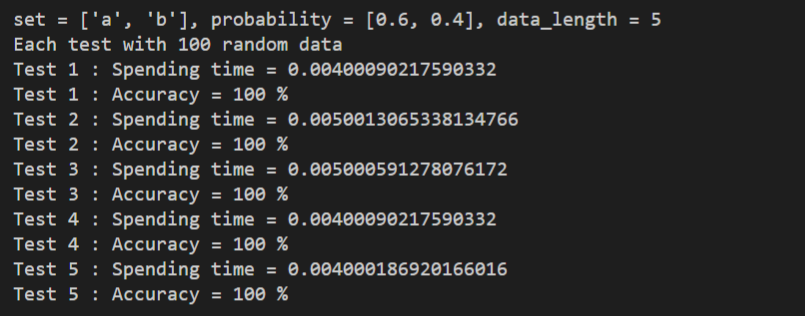 set = ['a', 'b'], probability = [0.6, 0.4], data_length = 5
Each test with 100 random data
Test 1 : Spending time = 0.00400090217590332
Test 1 : Accuracy = 100 %
Test 2 : Spending time = 0.0050013065338134766
Test 2 : Accuracy = 100 %
Test 3 : Spending time = 0.005000591278076172
Test 3 : Accuracy = 100 %
Test 4 : Spending time = 0.00400090217590332
Test 4 : Accuracy = 100 %
Test 5 : Spending time = 0.004000186920166016
Test 5 : Accuracy = 100 %